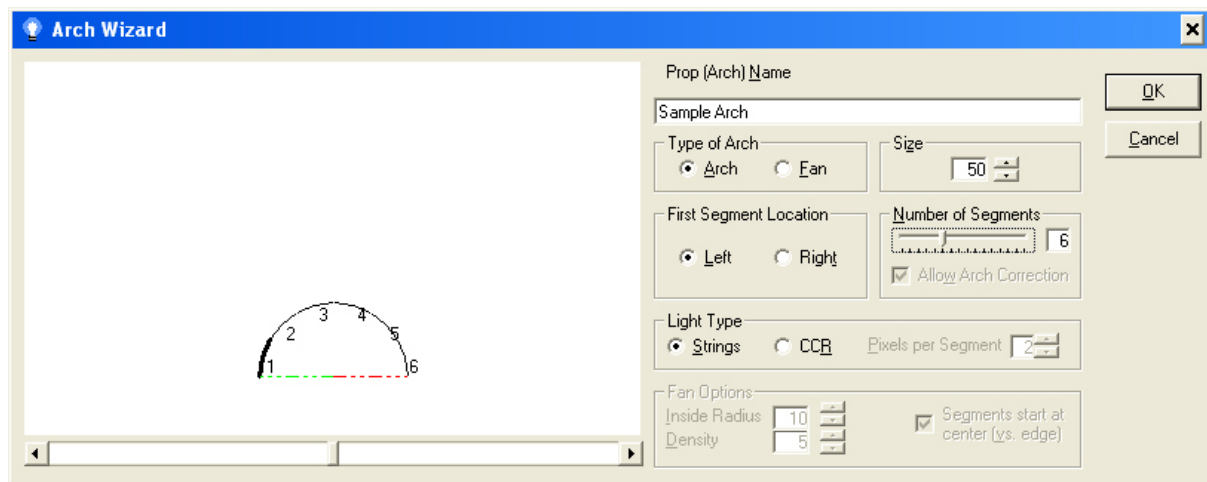 Arch Wizard
Prop (Arch) Name
Sample Arch
OK
Cancel
Type of Arch
Arch
Fan
Size
50
First Segment Location
Left
Right
Number of Segments
6
Allow Arch Correction
Light Type
Strings
CCR
Pixels per Segment
2
Fan Options
Inside Radius
10
Density
5
Segments start at
center (vs. edge)
1
2
3
4
5
6